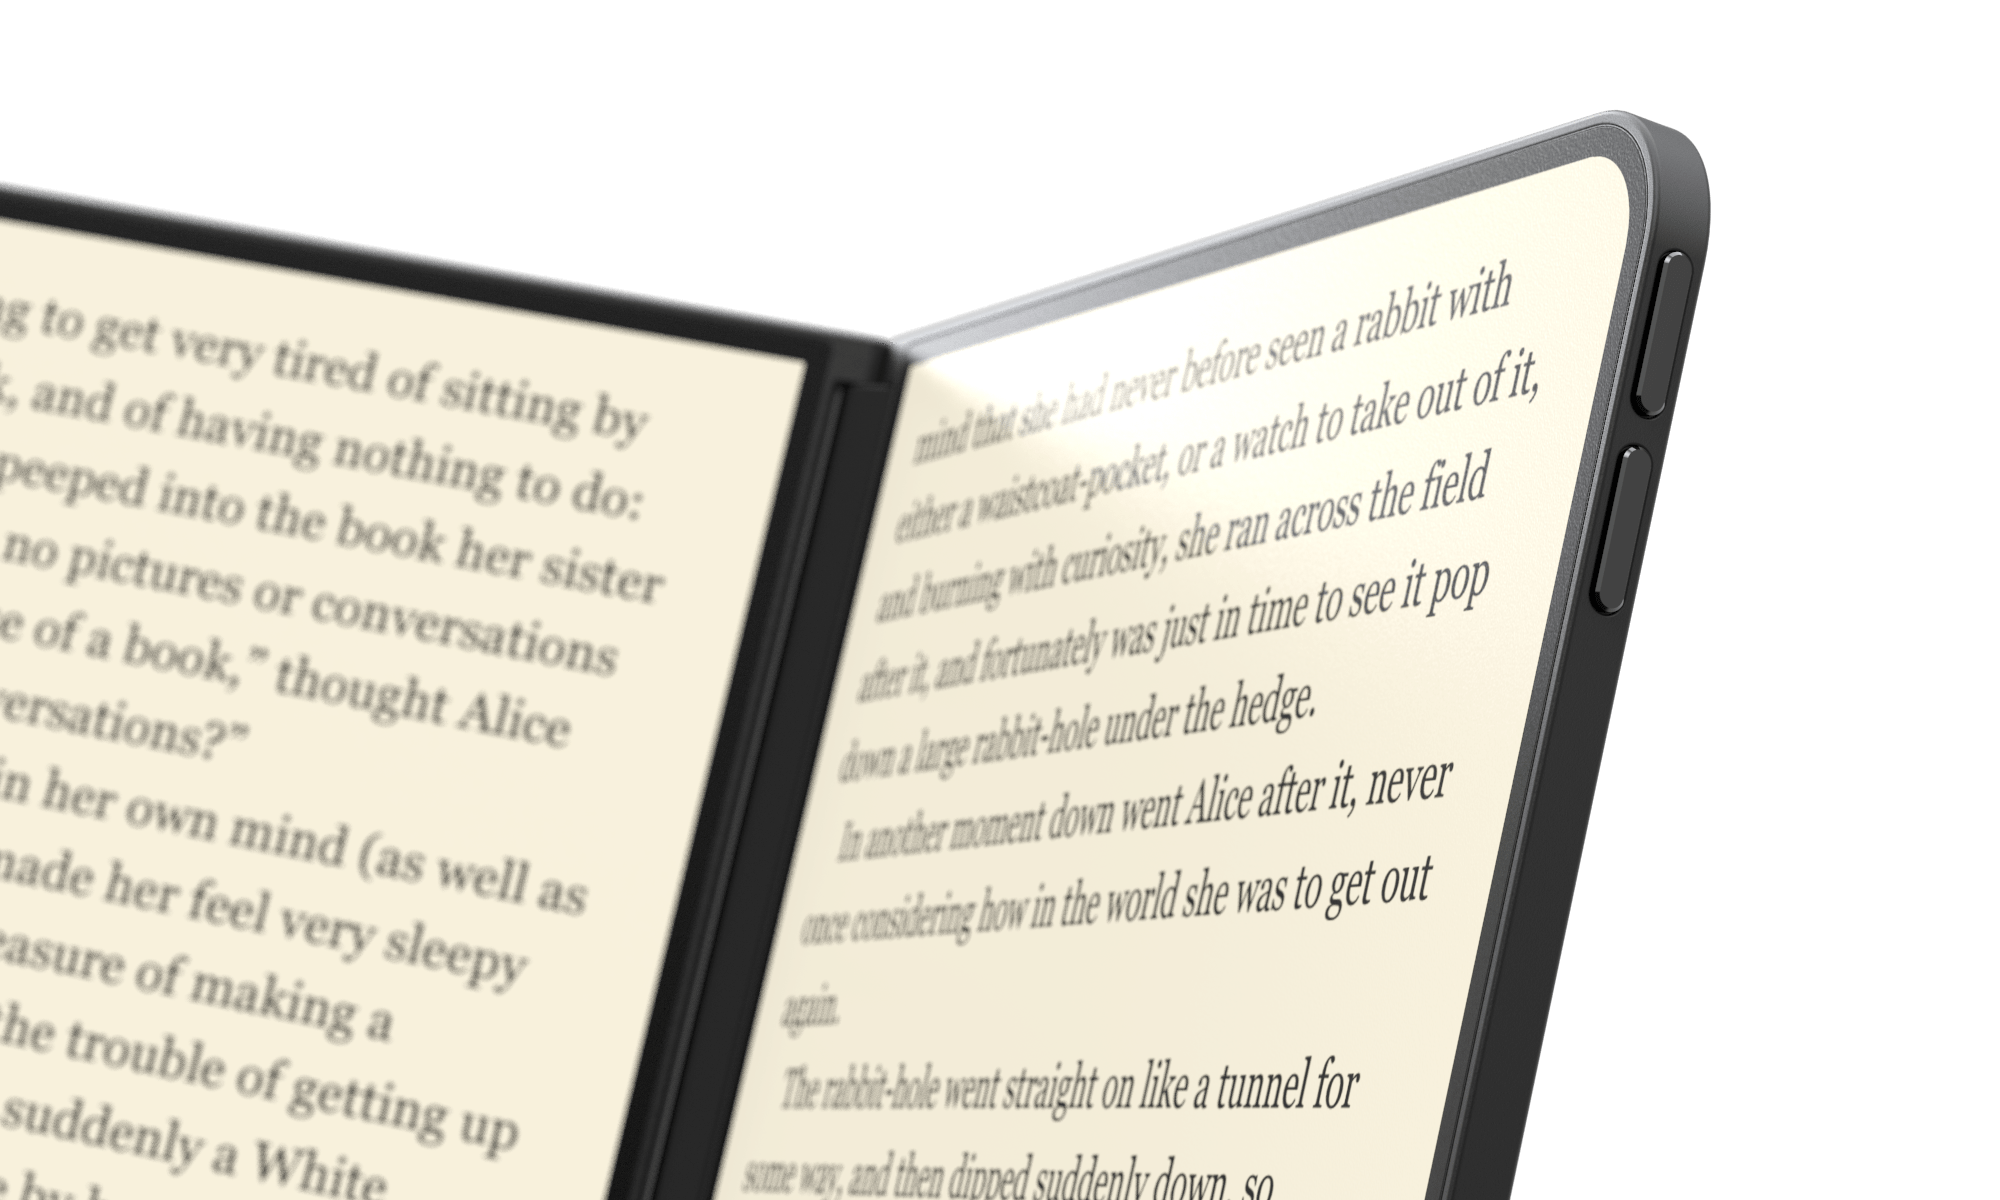 to get very tired of sitting by
and of having nothing to do:
peeped into the book her sister
no pictures or conversations
of a book,” thought Alice
ersations?”
in her own mind (as well as
made her feel very sleepy
easure of making a
the trouble of getting up
suddenly a White
mind that she had never before seen a rabbit with
either a waistcoat-pocket, or a watch to take out of it,
and burning with curiosity, she ran across the field
after it, and fortunately was just in time to see it pop
down a large rabbit-hole under the hedge.
In another moment down went Alice after it, never
once considering how in the world she was to get out
again.
The rabbit-hole went straight on like a tunnel for
some way, and then dipped suddenly down, so